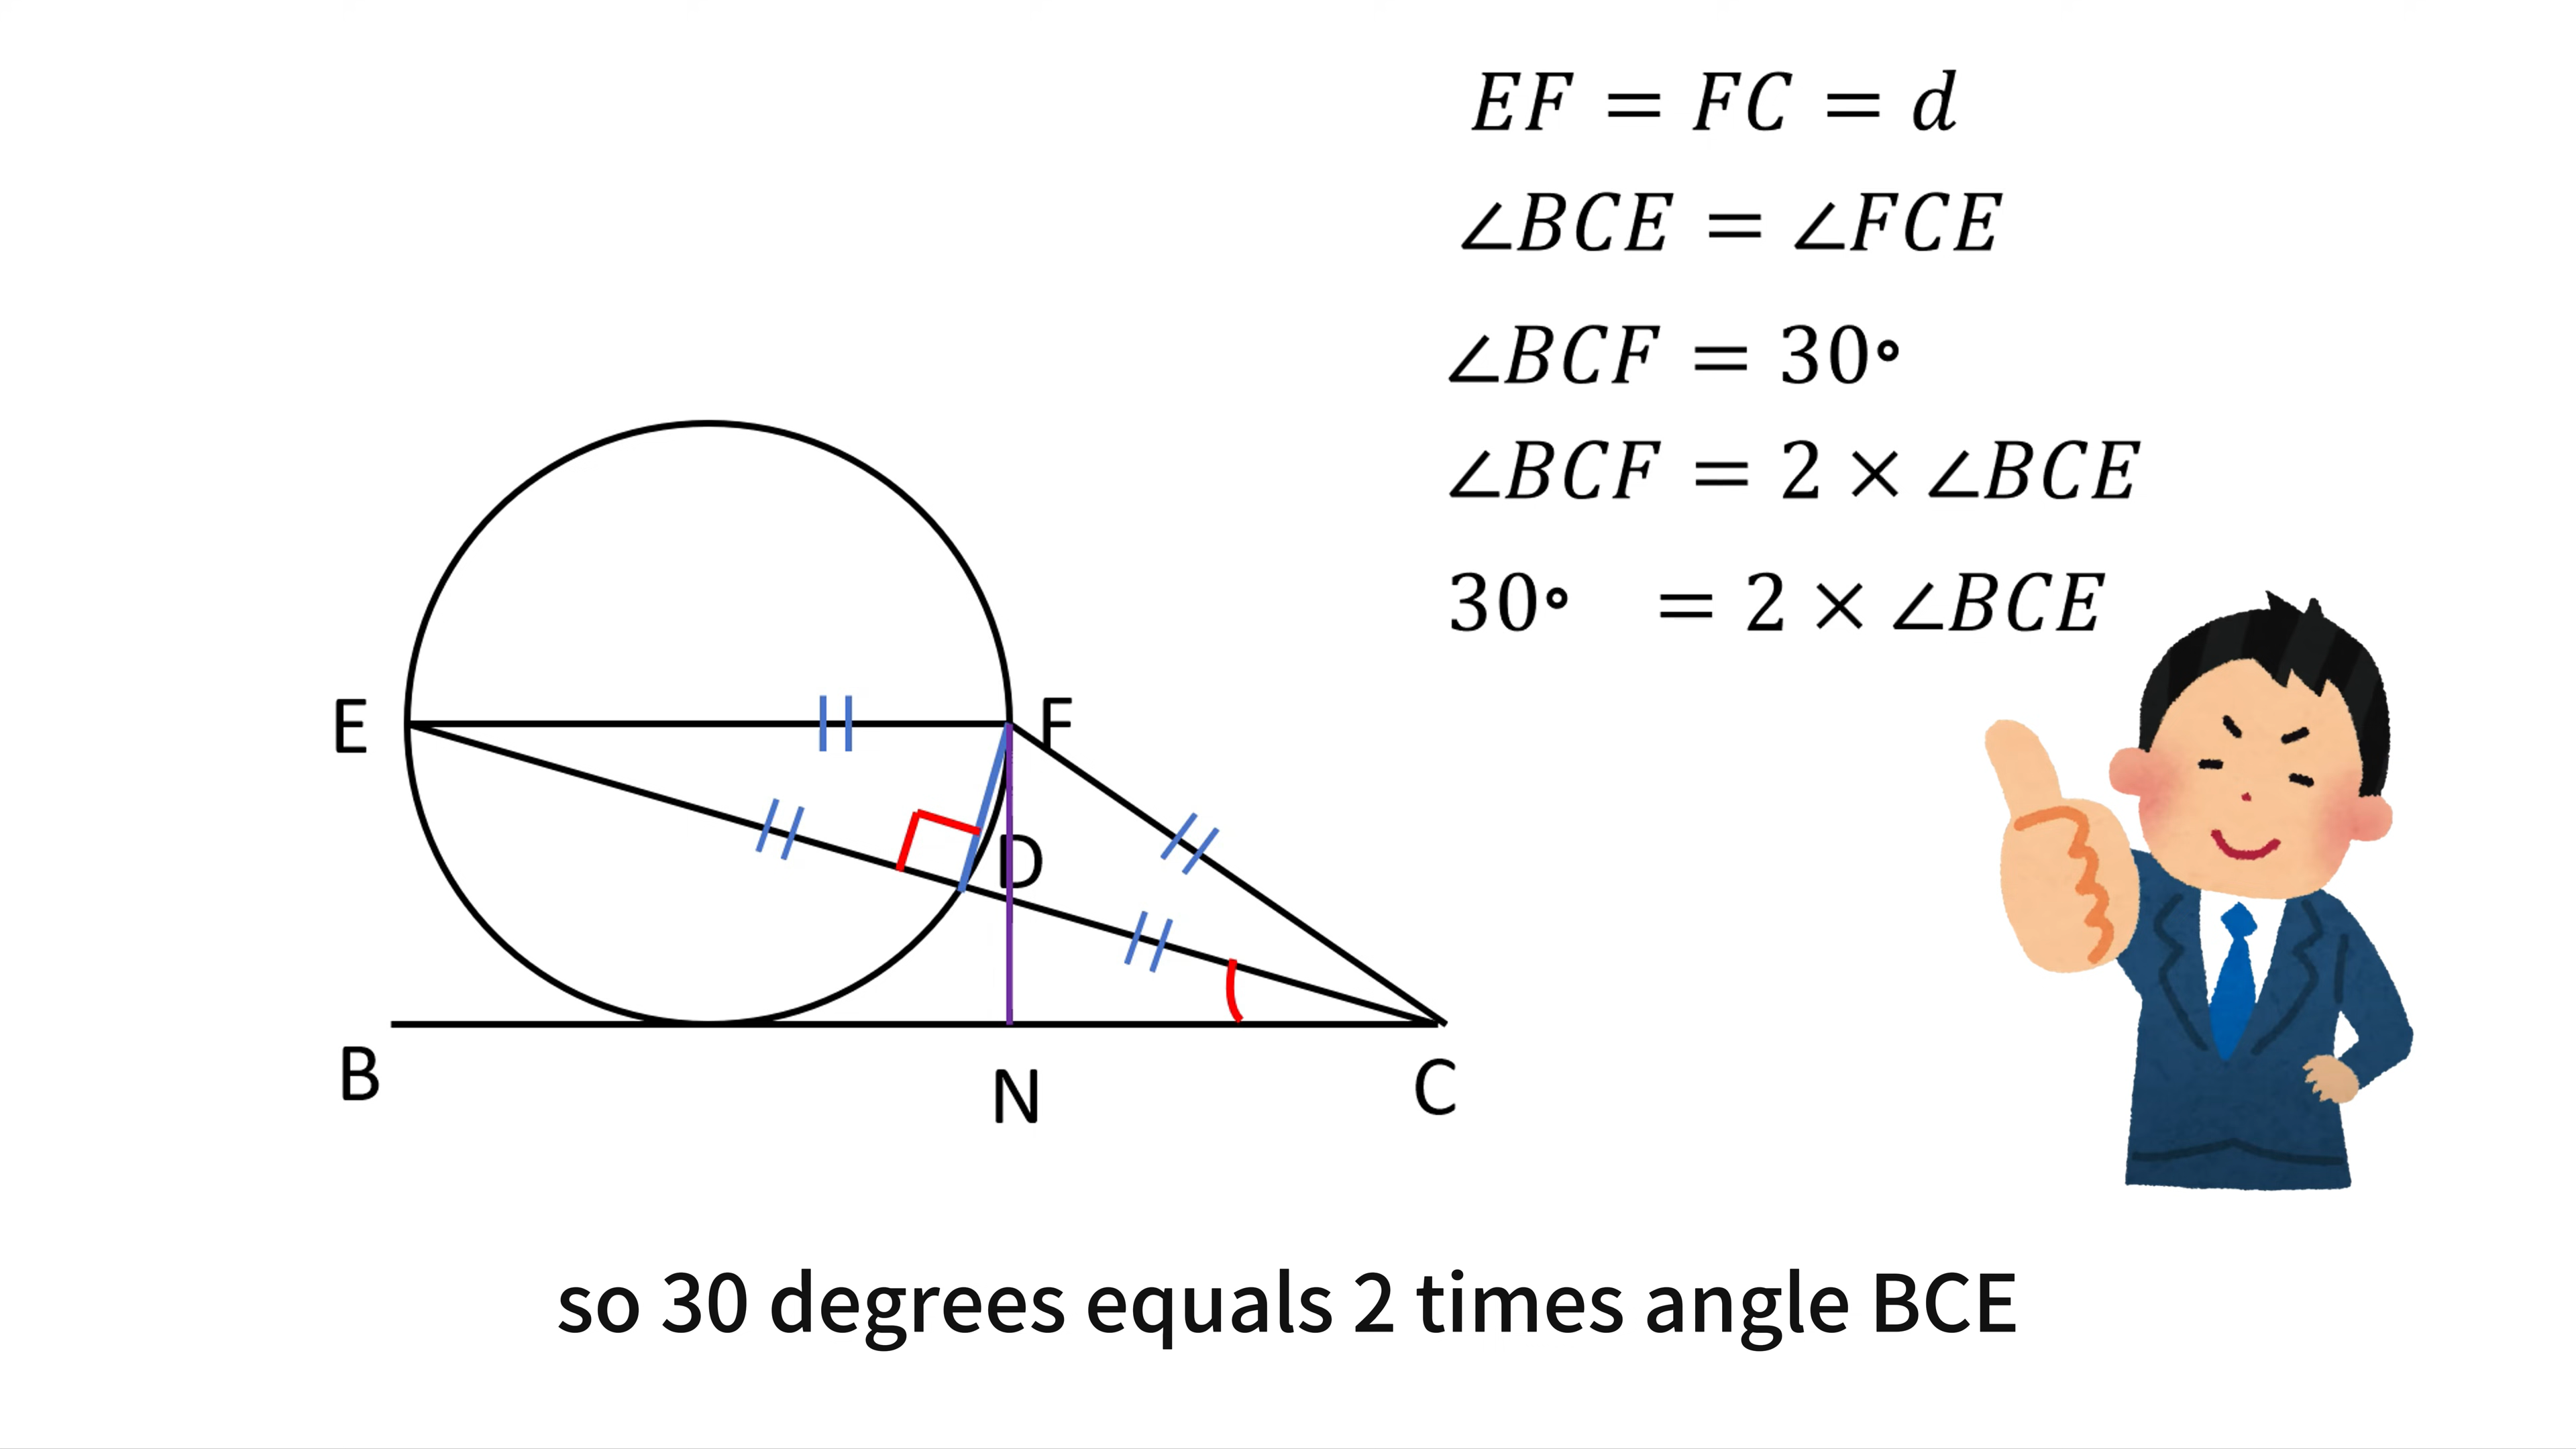 EF = FC = d
∠BCE = ∠FCE
∠BCF = 30°
∠BCF = 2 × ∠BCE
30° = 2 × ∠BCE
E
F
D
B
N
C
so 30 degrees equals 2 times angle BCE